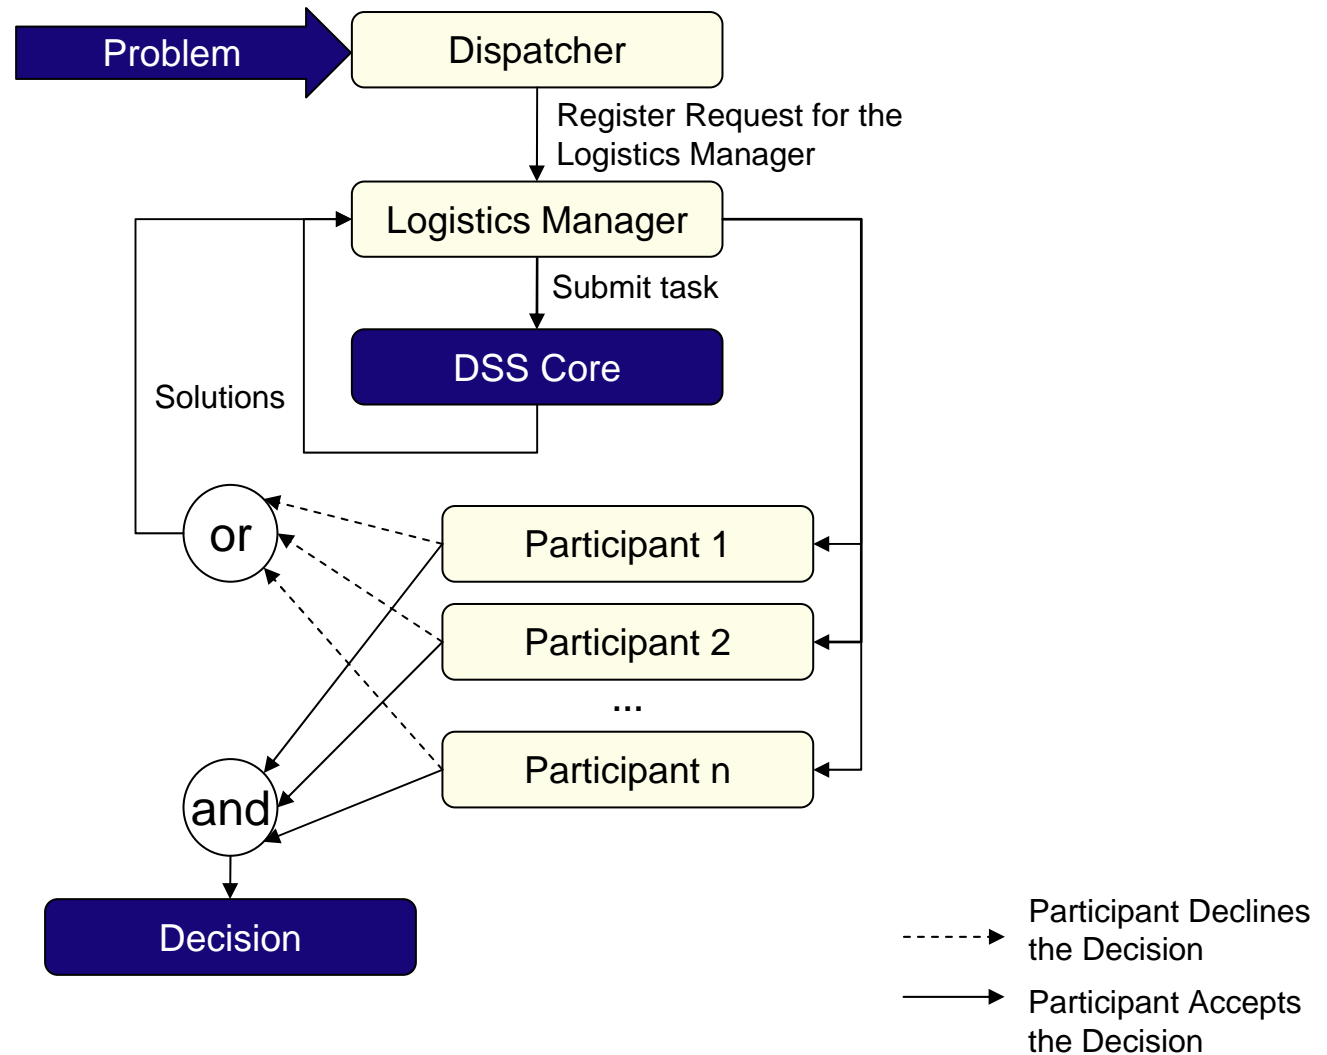 Problem
Dispatcher
Register Request for the
Logistics Manager
Logistics Manager
Submit task
DSS Core
Solutions
or
Participant 1
Participant 2
...
Participant n
and
Decision
Participant Declines
the Decision
Participant Accepts
the Decision